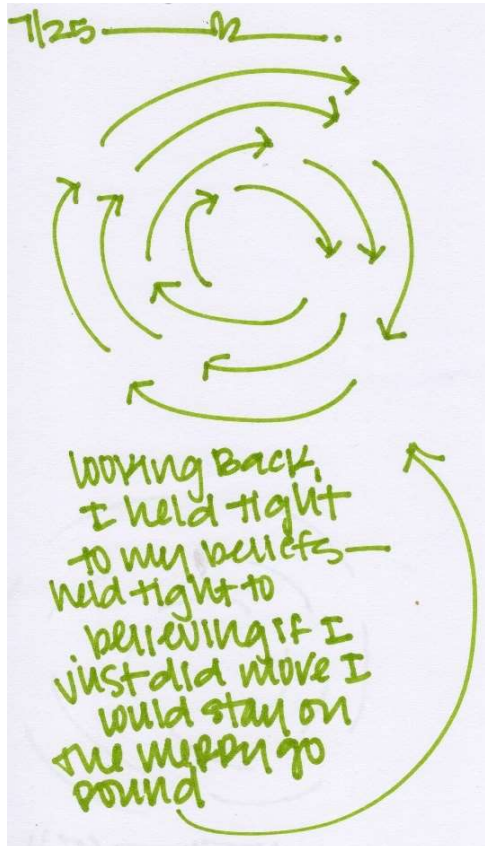 7/25
looking Back,
I held tight
to my beliefs—
held tight to
believing if I
just did more I
would stay on
the merry go
round